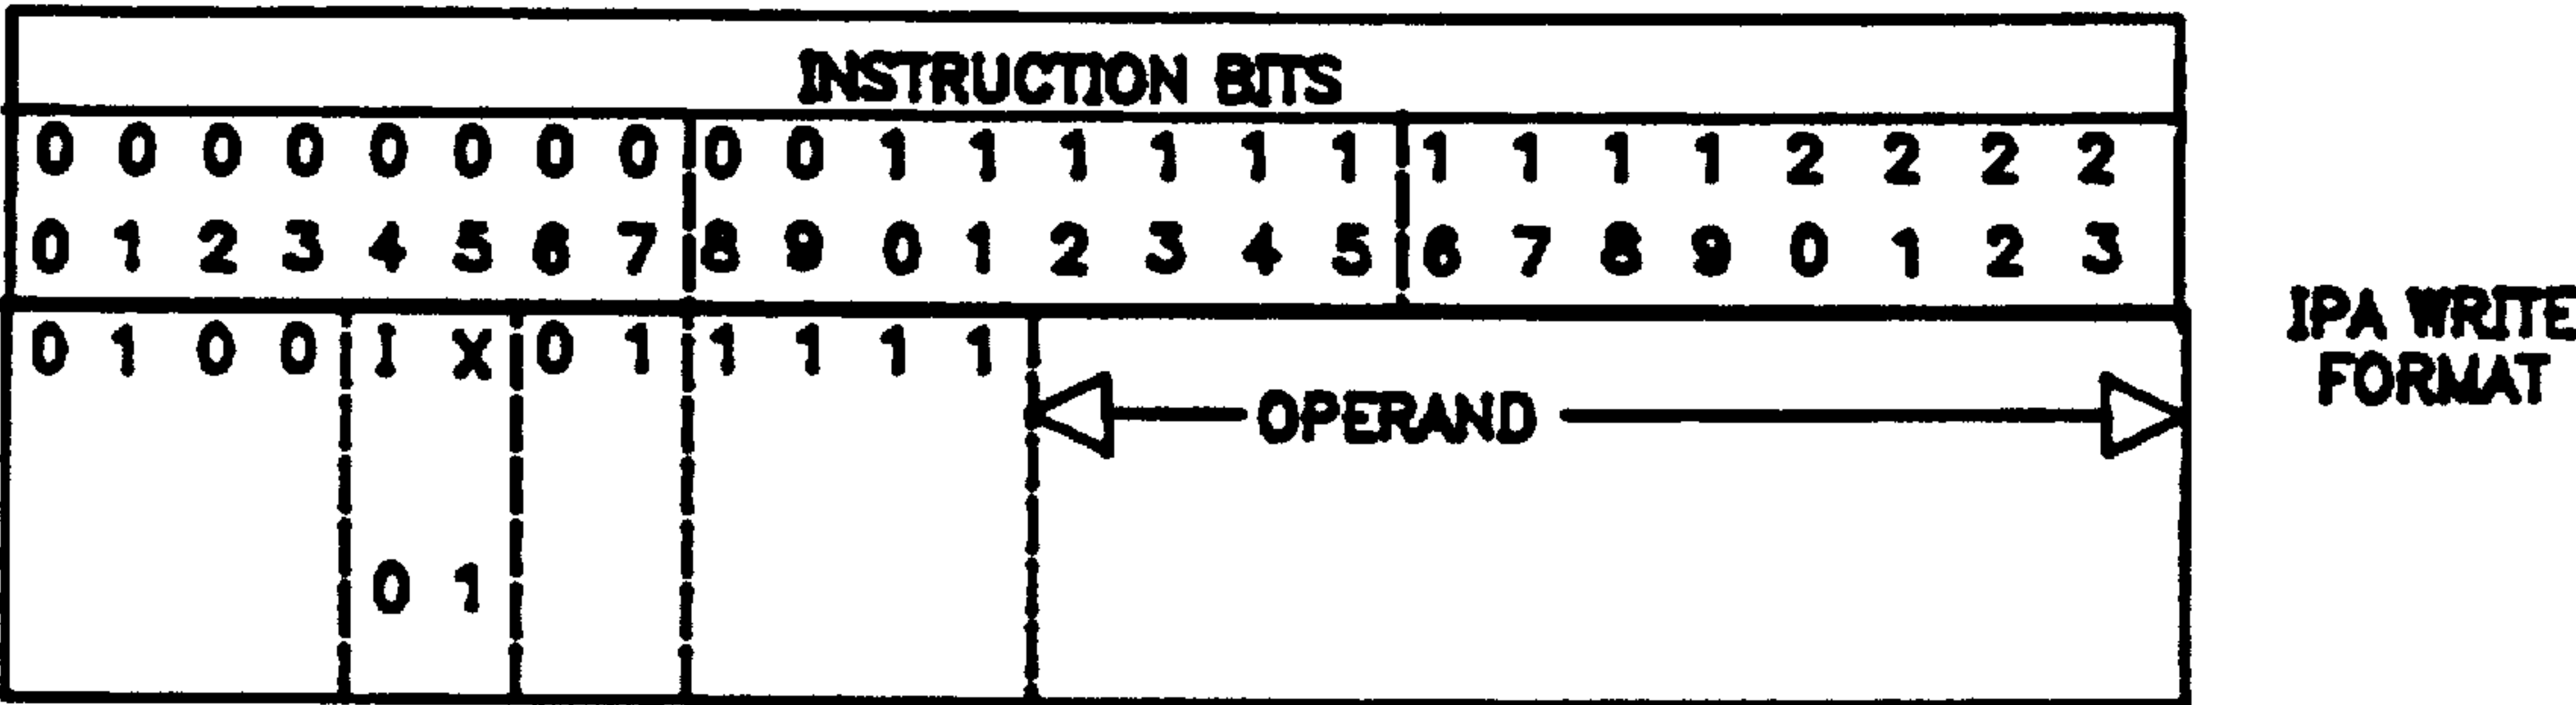 INSTRUCTION BITS
0 0 0 0 0 0 0 0 0 0 1 1 1 1 1 1 1 1 1 1 2 2 2 2
0 1 2 3 4 5 6 7 8 9 0 1 2 3 4 5 6 7 8 9 0 1 2 3
0 1 0 0 I X 0 1 1 1 1 1
OPERAND
0 1
IPA WRITE
FORMAT